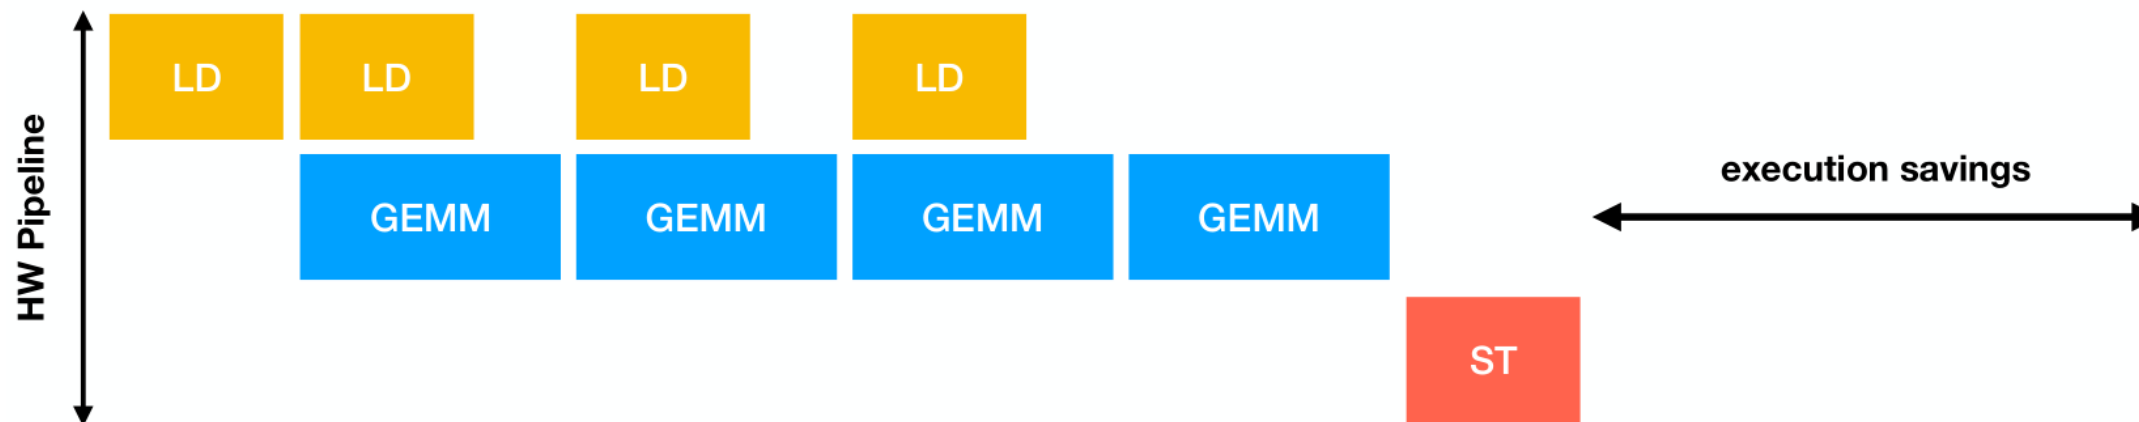 HW Pipeline
LD LD LD LD
GEMM GEMM GEMM GEMM
execution savings
ST